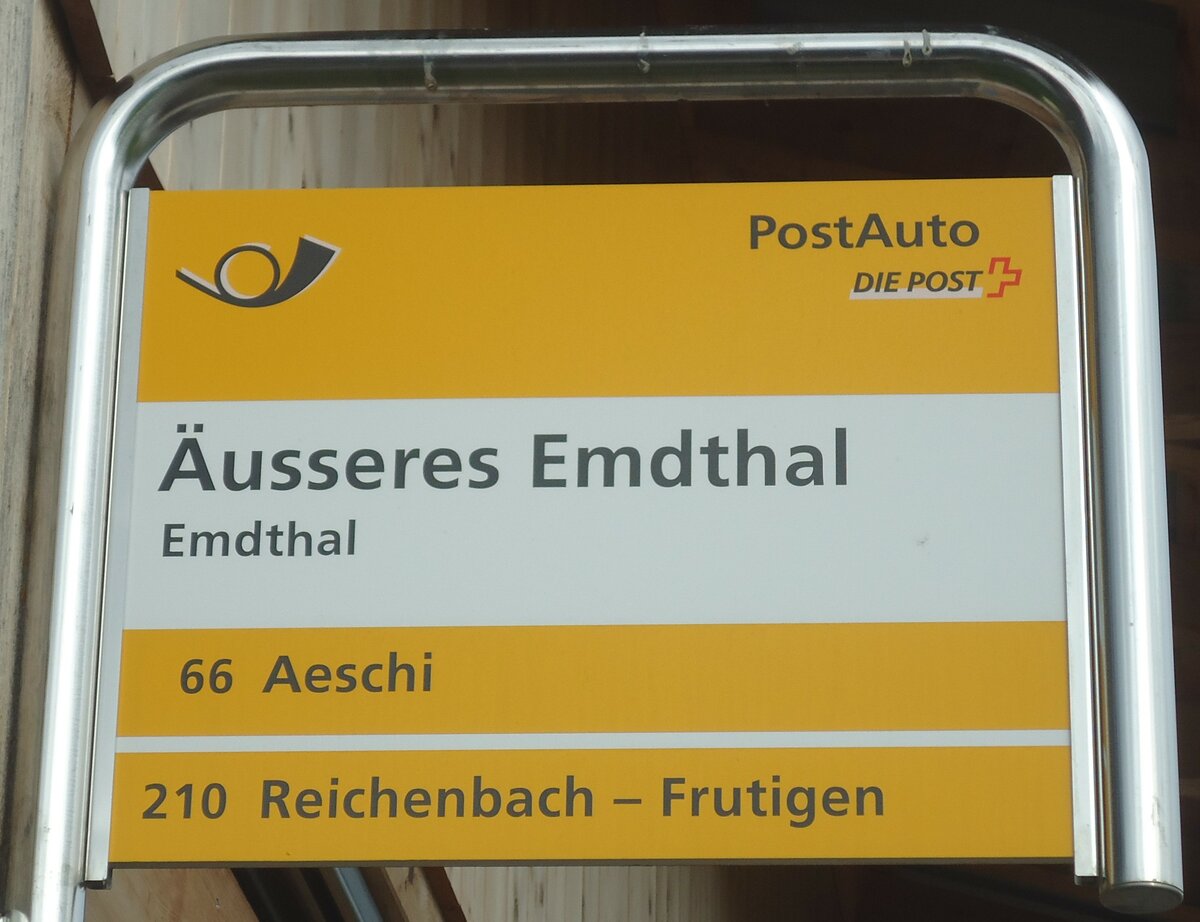 PostAuto
DIE POST
Äusseres Emdthal
Emdthal
66 Aeschi
210 Reichenbach – Frutigen